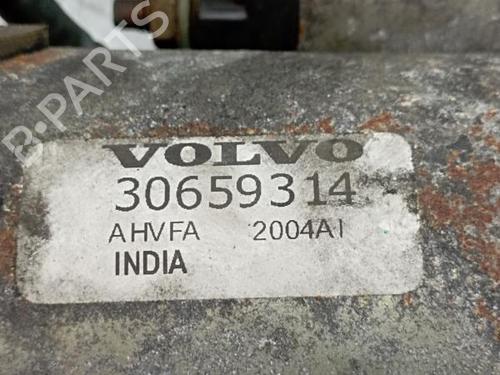 VOLVO
30659314
AHVFA 2004AI
INDIA
B-PARTS